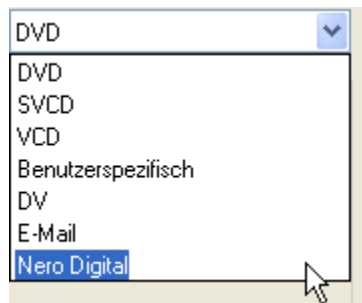 DVD
DVD
SVCD
VCD
Benutzerspezifisch
DV
E-Mail
Nero Digital